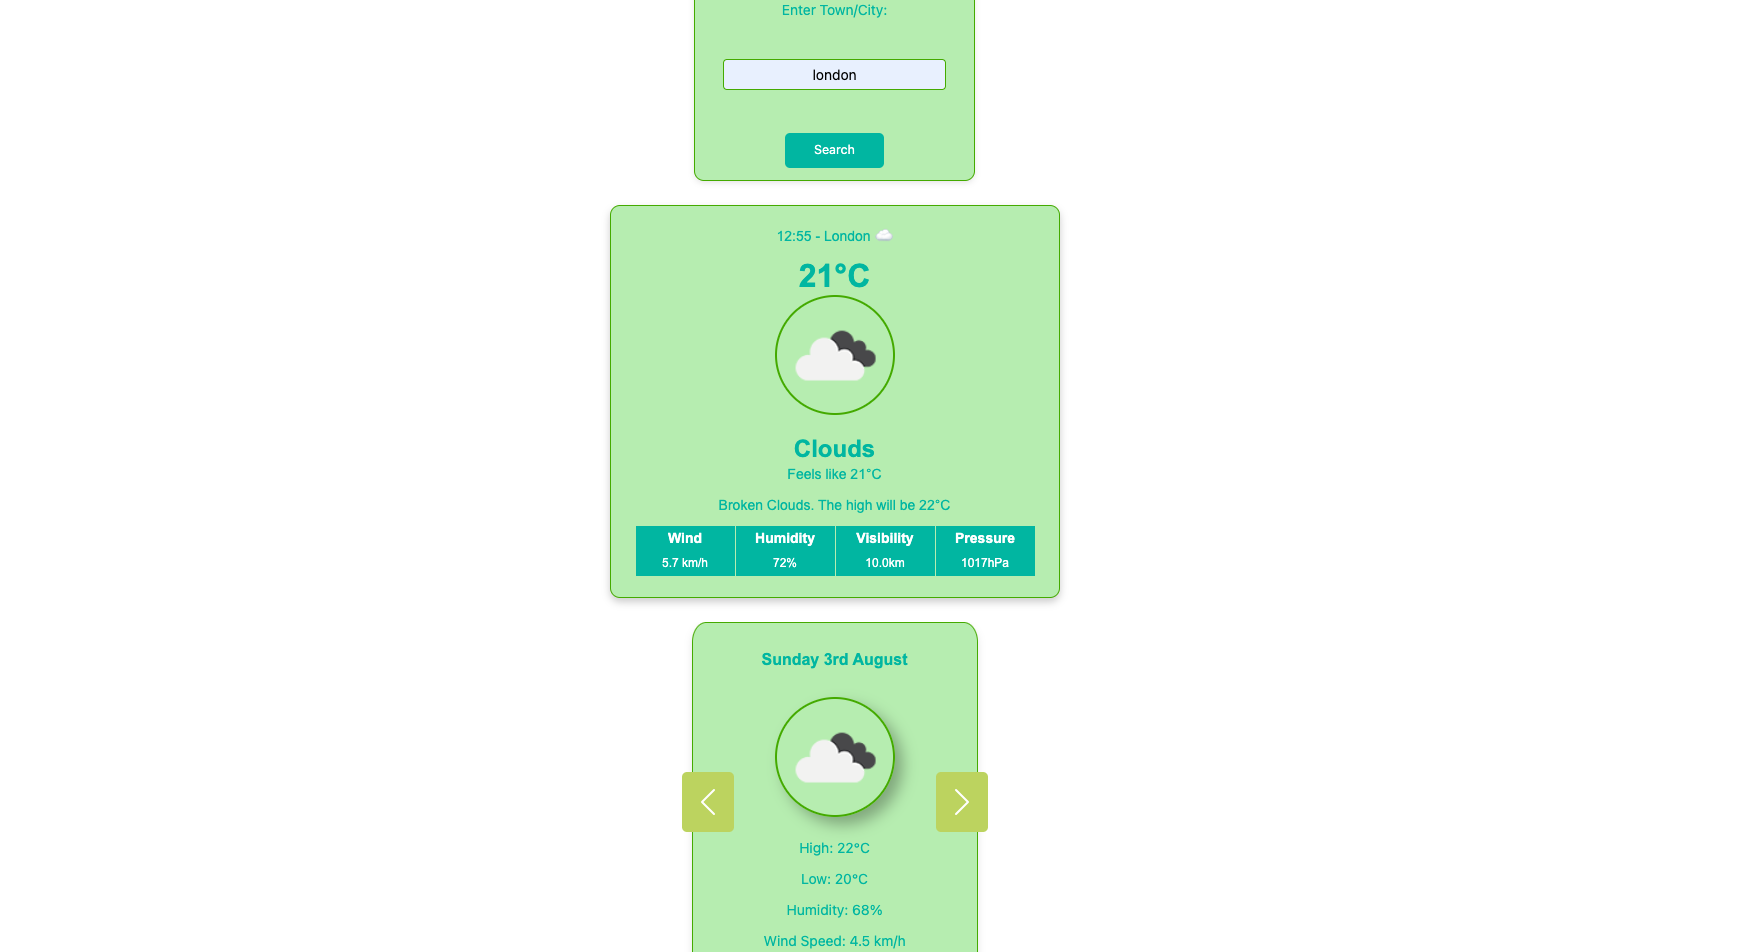 Enter Town/City:
london
Search
12:55 - London
21°C
Clouds
Feels like 21°C
Broken Clouds. The high will be 22°C
Wind Humidity Visibility Pressure
5.7 km/h 72% 10.0km 1017hPa
Sunday 3rd August
High: 22°C
Low: 20°C
Humidity: 68%
Wind Speed: 4.5 km/h